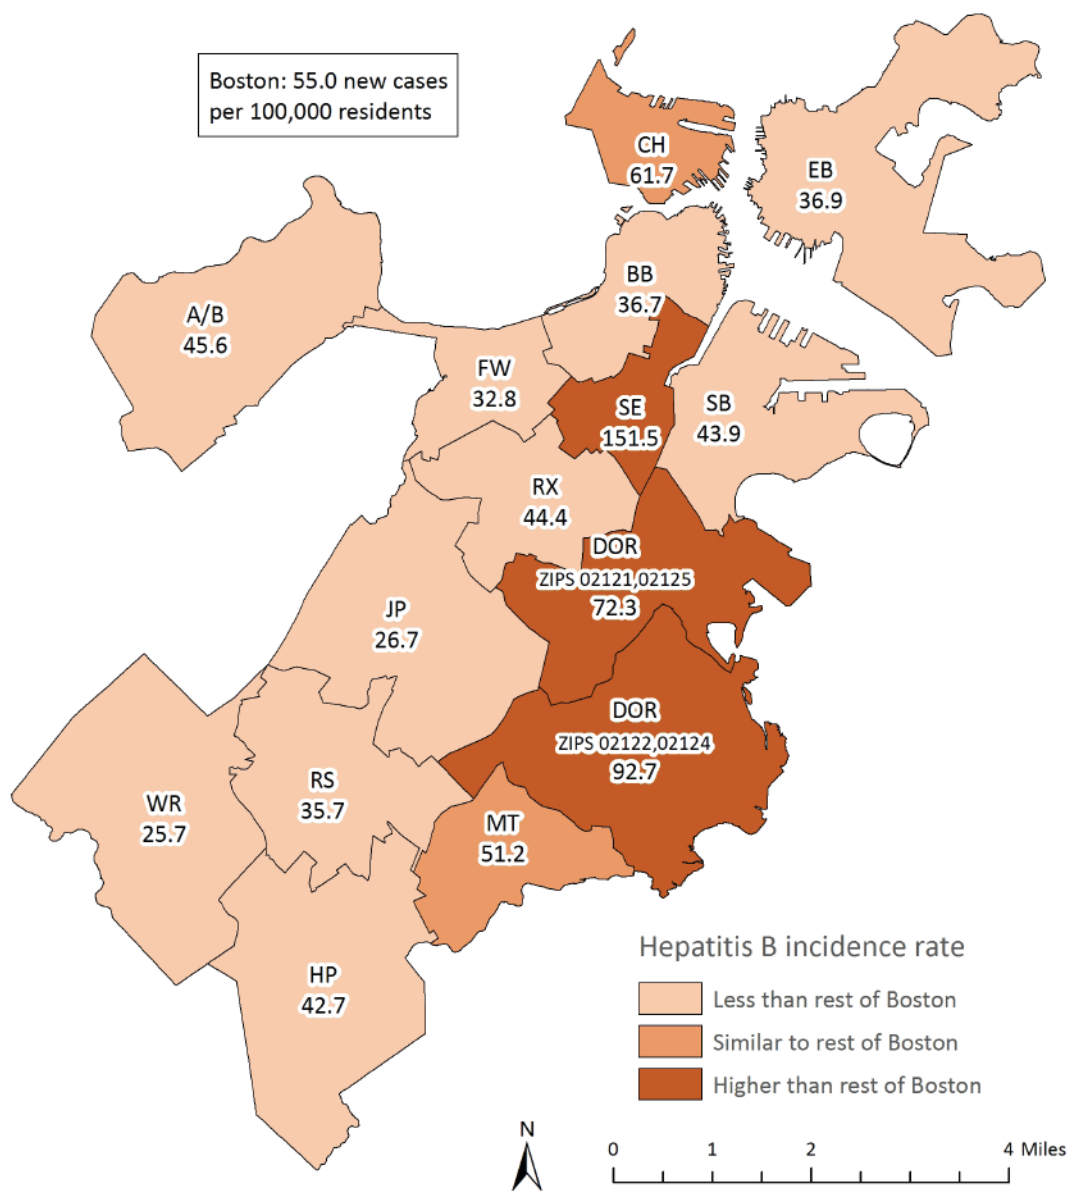 Boston: 55.0 new cases
per 100,000 residents
CH
61.7
EB
36.9
BB
36.7
A/B
45.6
FW
32.8
SE
151.5
SB
43.9
RX
44.4
DOR
ZIPS 02121,02125
72.3
JP
26.7
DOR
ZIPS 02122,02124
92.7
RS
35.7
WR
25.7
MT
51.2
HP
42.7
Hepatitis B incidence rate
Less than rest of Boston
Similar to rest of Boston
Higher than rest of Boston
N
0 1 2 4 Miles